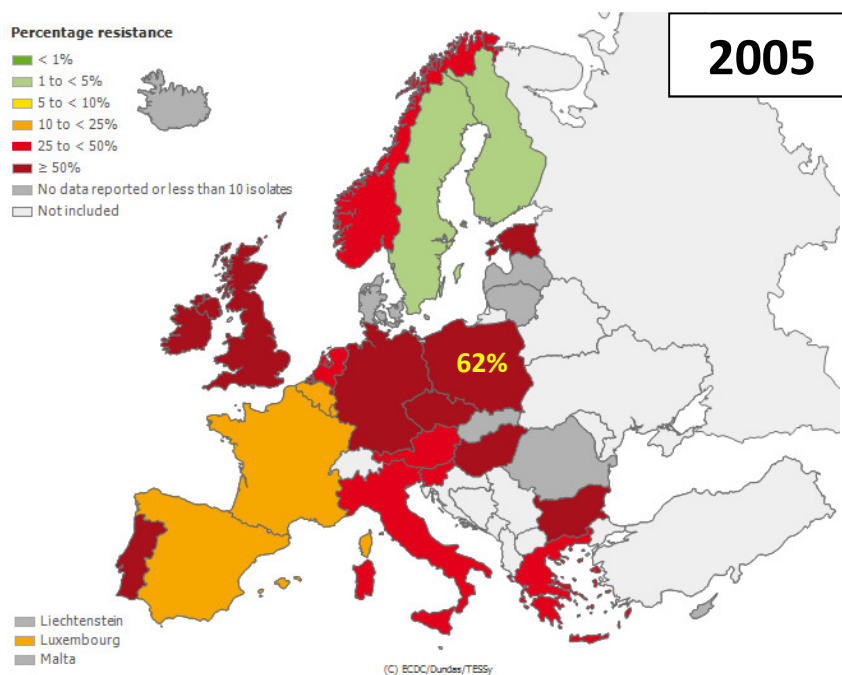 Percentage resistance
< 1%
1 to < 5%
5 to < 10%
10 to < 25%
25 to < 50%
≥ 50%
No data reported or less than 10 isolates
Not included
2005
62%
Liechtenstein
Luxembourg
Malta
(C) ECDC/Dundas/TESSy